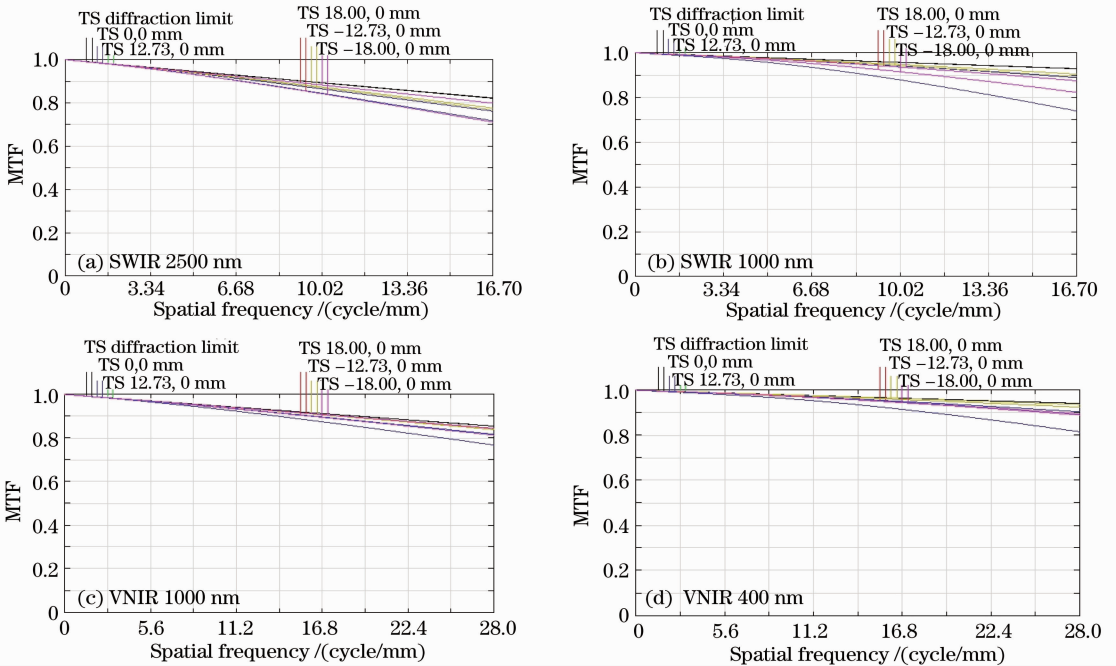 TS diffraction limit
TS 0,0 mm
TS 12.73, 0 mm
TS 18.00, 0 mm
TS −12.73, 0 mm
TS −18.00, 0 mm
1.0
0.8
0.6
0.4
0.2
0
MTF
(a) SWIR 2500 nm
0 3.34 6.68 10.02 13.36 16.70
Spatial frequency /(cycle/mm)
TS diffraction limit
TS 0,0 mm
TS 12.73, 0 mm
TS 18.00, 0 mm
TS −12.73, 0 mm
TS −18.00, 0 mm
1.0
0.8
0.6
0.4
0.2
0
MTF
(b) SWIR 1000 nm
0 3.34 6.68 10.02 13.36 16.70
Spatial frequency /(cycle/mm)
TS diffraction limit
TS 0,0 mm
TS 12.73, 0 mm
TS 18.00, 0 mm
TS −12.73, 0 mm
TS −18.00, 0 mm
1.0
0.8
0.6
0.4
0.2
0
MTF
(c) VNIR 1000 nm
0 5.6 11.2 16.8 22.4 28.0
Spatial frequency /(cycle/mm)
TS diffraction limit
TS 0,0 mm
TS 12.73, 0 mm
TS 18.00, 0 mm
TS −12.73, 0 mm
TS −18.00, 0 mm
1.0
0.8
0.6
0.4
0.2
0
MTF
(d) VNIR 400 nm
0 5.6 11.2 16.8 22.4 28.0
Spatial frequency /(cycle/mm)